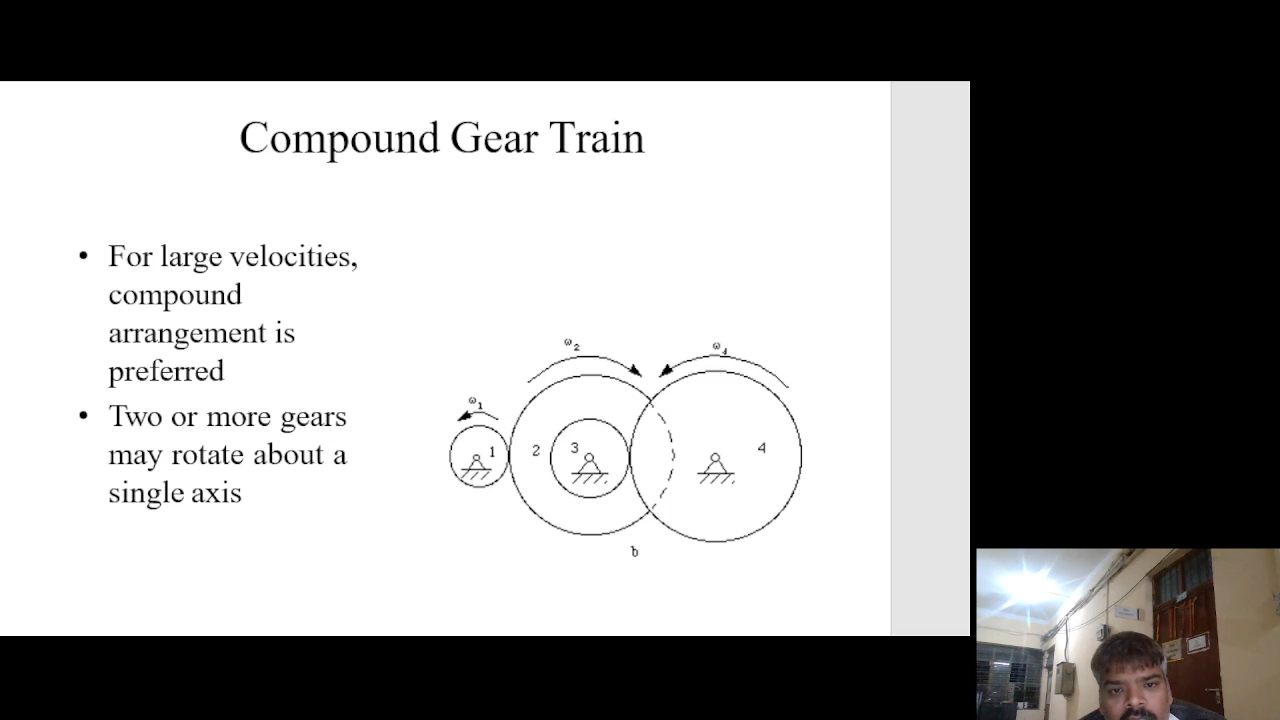 Compound Gear Train
• For large velocities,
compound
arrangement is
preferred
• Two or more gears
may rotate about a
single axis
ω2
ω4
ω1
1
2
3
4
b